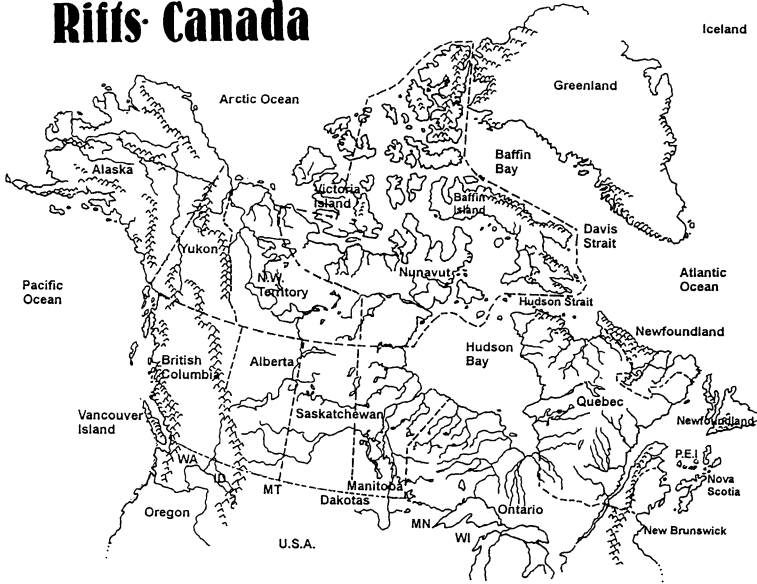 Rifts· Canada
Iceland
Arctic Ocean
Greenland
Baffin
Bay
Alaska
Victoria
Island
Baffin
Island
Davis
Strait
Yukon
N.W.
Territory
Nunavut
Pacific
Ocean
Atlantic
Ocean
Hudson Strait
Newfoundland
Hudson
Bay
British
Columbia
Alberta
Quebec
Vancouver
Island
Saskatchewan
Newfoundland
P.E.I
WA
ID
MT
Manitoba
Dakotas
Nova
Scotia
Oregon
Ontario
MN
WI
New Brunswick
U.S.A.